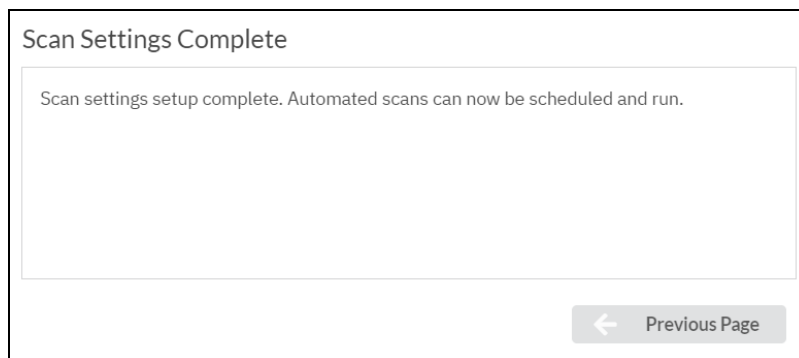 Scan Settings Complete
Scan settings setup complete. Automated scans can now be scheduled and run.
Previous Page